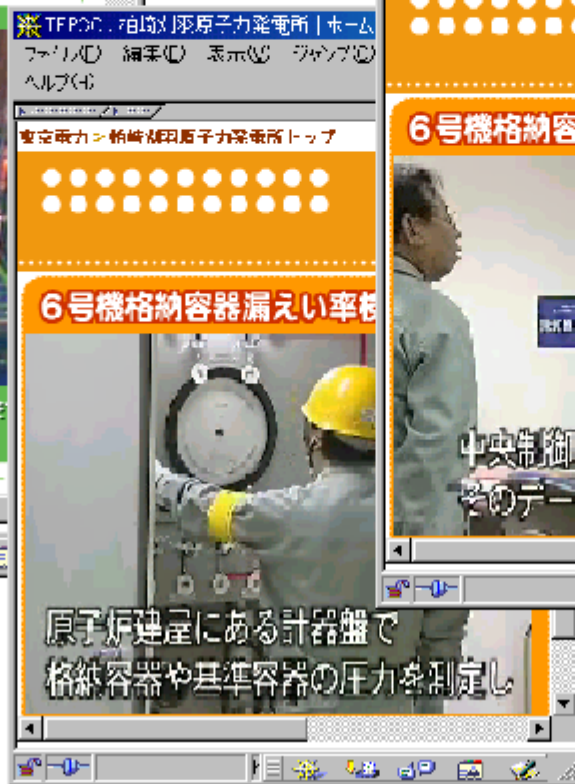 TEPCO : 柏崎刈羽原子力発電所 | ホーム
ファイル(F) 編集(E) 表示(V) ジャンプ(G)
ヘルプ(H)
東京電力 > 柏崎刈羽原子力発電所トップ
6号機格納容器漏えい率検
原子炉建屋にある計器盤で
格納容器や基準容器の圧力を測定し
6号機格納容
中央制御
そのデー